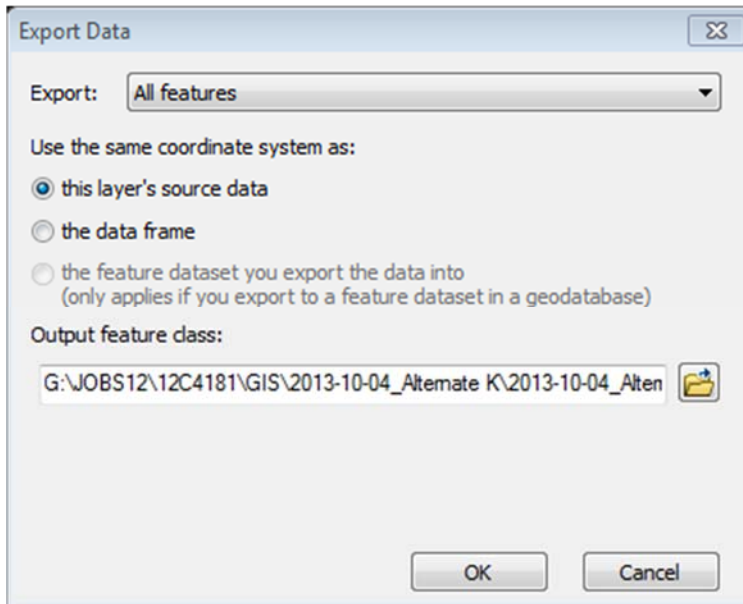 Export Data
Export: All features
Use the same coordinate system as:
this layer's source data
the data frame
the feature dataset you export the data into
(only applies if you export to a feature dataset in a geodatabase)
Output feature class:
G:\JOBS12\12C4181\GIS\2013-10-04_Alternate K\2013-10-04_Alten
OK Cancel